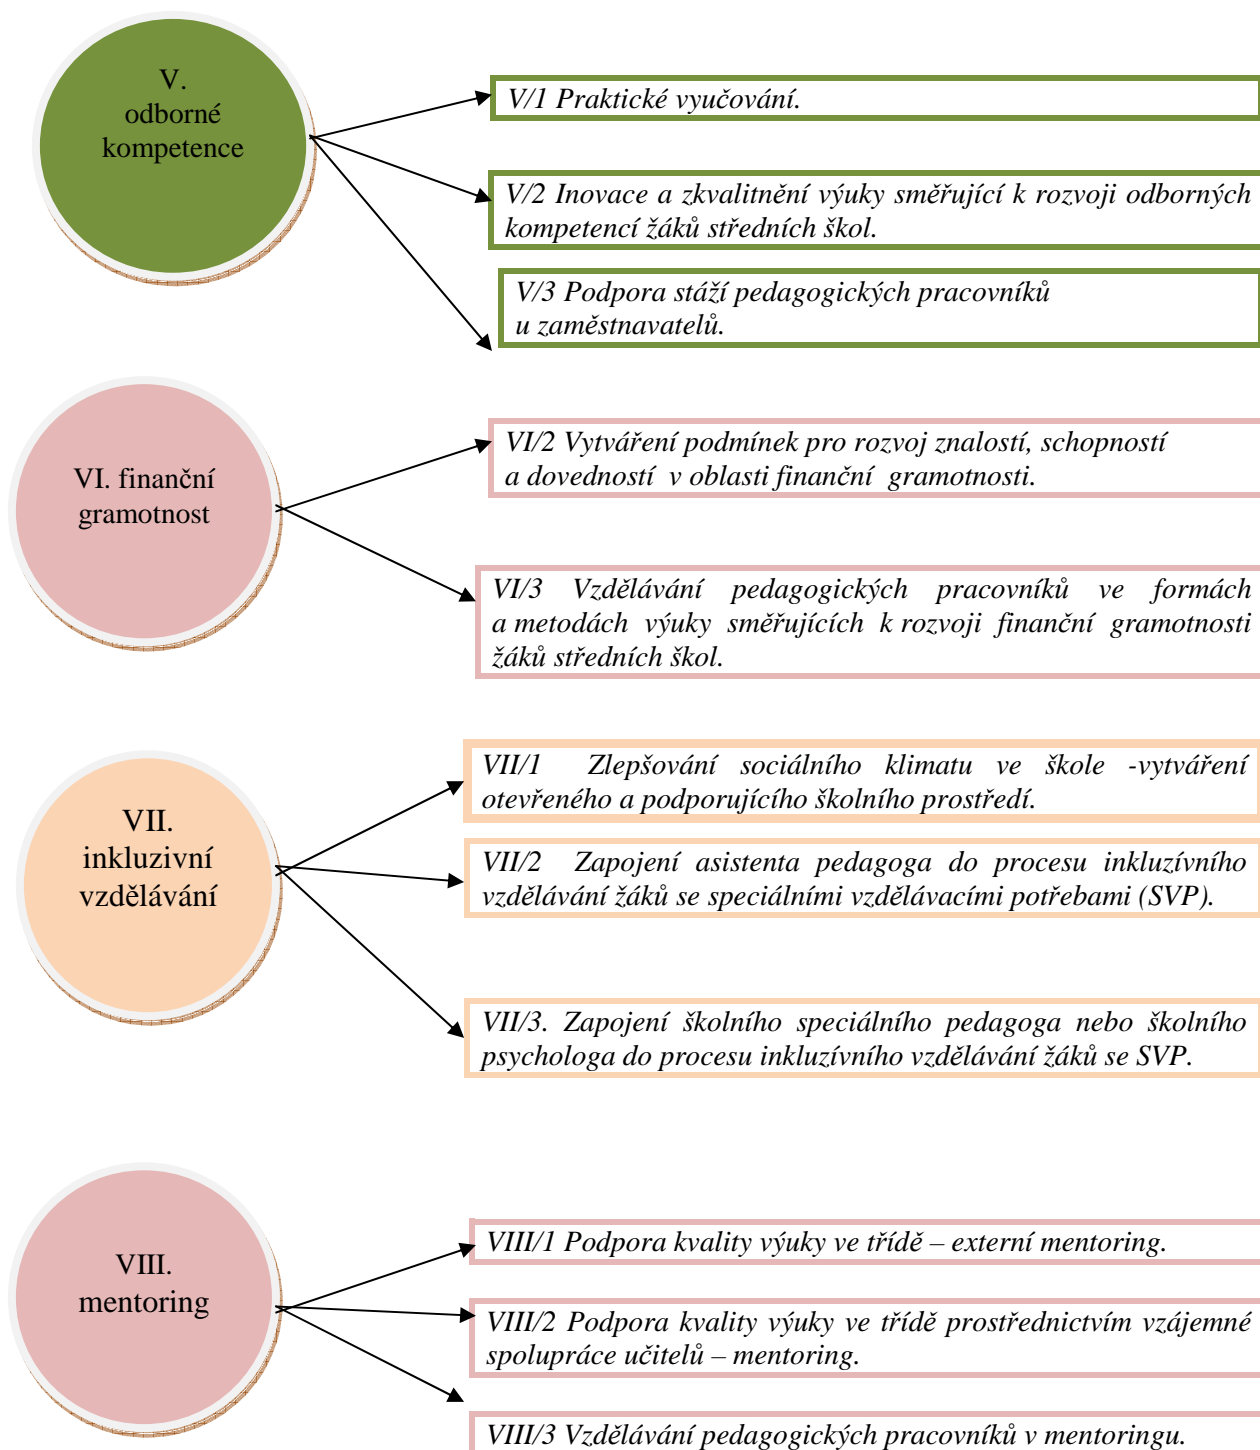 V.
odborné
kompetence
V/1 Praktické vyučování.
V/2 Inovace a zkvalitnění výuky směřující k rozvoji odborných
kompetencí žáků středních škol.
V/3 Podpora stáží pedagogických pracovníků
u zaměstnavatelů.
VI. finanční
gramotnost
VI/2 Vytváření podmínek pro rozvoj znalostí, schopností
a dovedností v oblasti finanční gramotnosti.
VI/3 Vzdělávání pedagogických pracovníků ve formách
a metodách výuky směřujících k rozvoji finanční gramotnosti
žáků středních škol.
VII.
inkluzivní
vzdělávání
VII/1 Zlepšování sociálního klimatu ve škole -vytváření
otevřeného a podporujícího školního prostředí.
VII/2 Zapojení asistenta pedagoga do procesu inkluzívního
vzdělávání žáků se speciálními vzdělávacími potřebami (SVP).
VII/3. Zapojení školního speciálního pedagoga nebo školního
psychologa do procesu inkluzívního vzdělávání žáků se SVP.
VIII.
mentoring
VIII/1 Podpora kvality výuky ve třídě – externí mentoring.
VIII/2 Podpora kvality výuky ve třídě prostřednictvím vzájemné
spolupráce učitelů – mentoring.
VIII/3 Vzdělávání pedagogických pracovníků v mentoringu.